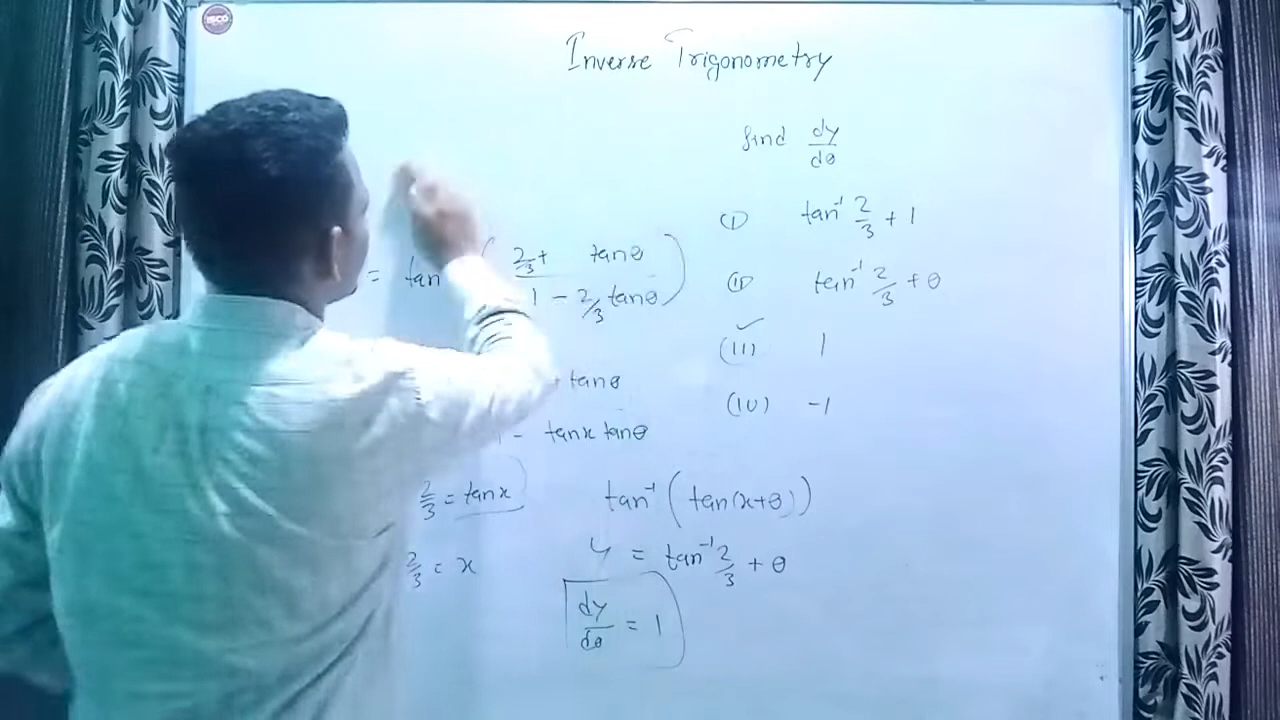 ISCO
Inverse Trigonometry
find dy/dθ
(i) tan⁻¹ 2/3 + 1
= tan ( 2/3 + tanθ / 1 - 2/3 tanθ )
(ii) tan⁻¹ 2/3 + θ
(iii) ✓ 1
tanθ
(iv) -1
- tanx tanθ
2/3 = tanx
tan⁻¹ ( tan(x+θ) )
2/3 = x
y = tan⁻¹ 2/3 + θ
dy/dθ = 1